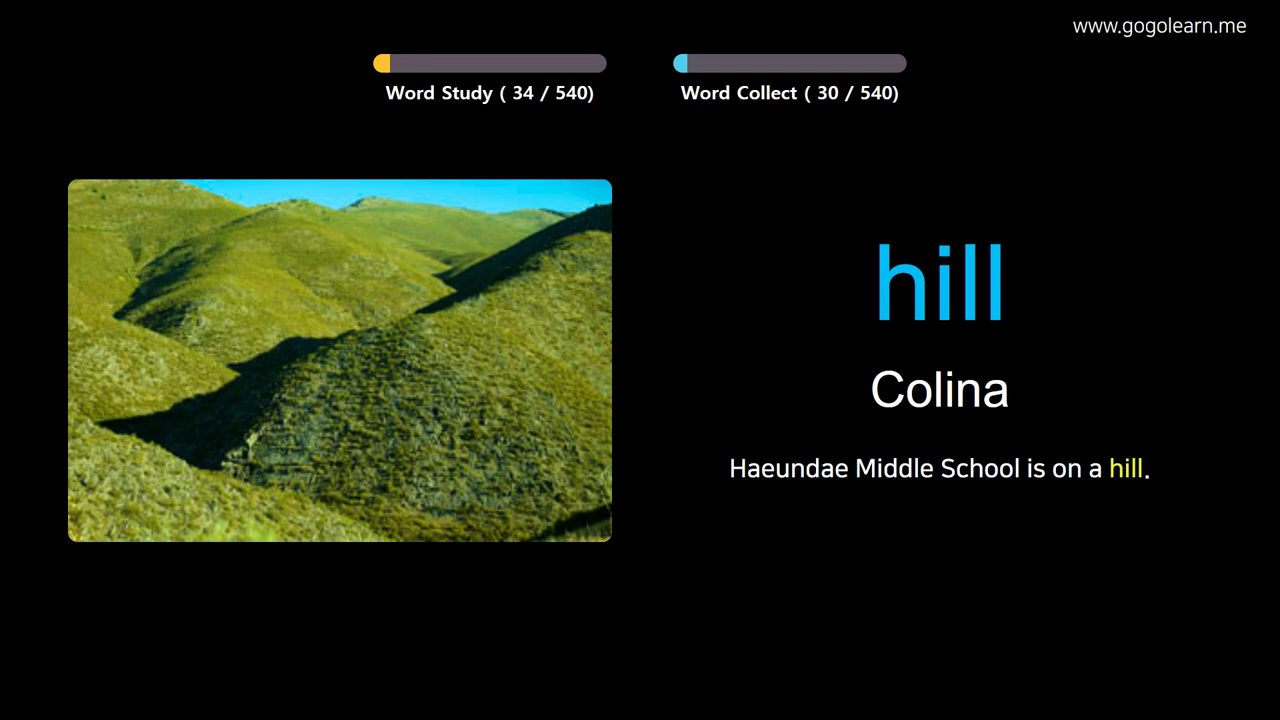 www.gogolearn.me
Word Study ( 34 / 540)
Word Collect ( 30 / 540)
hill
Colina
Haeundae Middle School is on a hill.